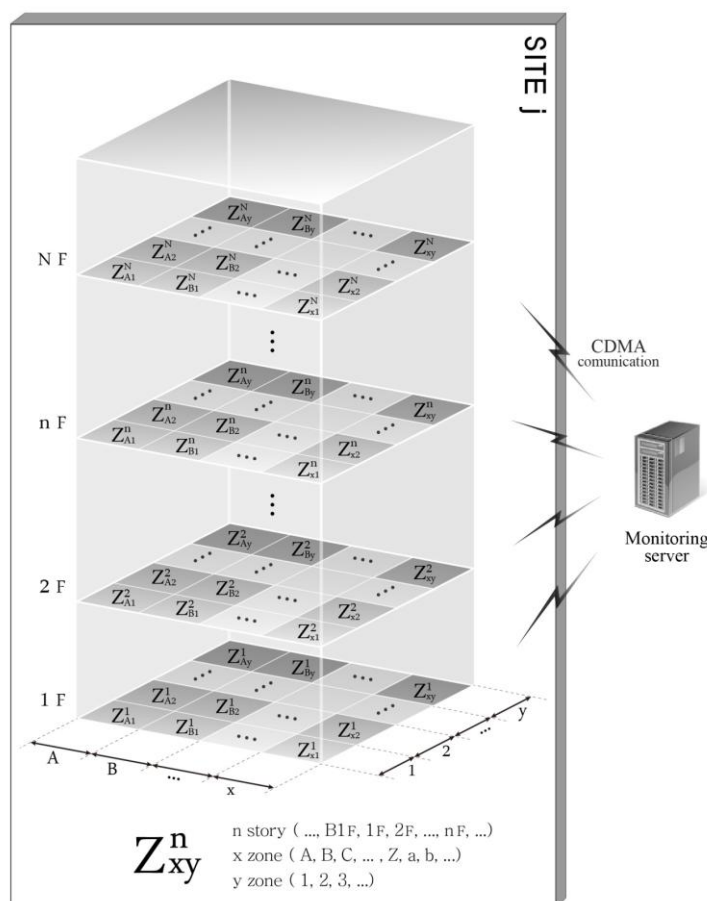 SITE j
Z^N_Ay Z^N_By ... Z^N_xy
... ... ...
Z^N_A2 Z^N_B2 ... Z^N_x2
N F
Z^N_A1 Z^N_B1 ... Z^N_x1
⋮
CDMA
comunication
Z^n_Ay Z^n_By ... Z^n_xy
... ... ...
Z^n_A2 Z^n_B2 ... Z^n_x2
n F
Z^n_A1 Z^n_B1 ... Z^n_x1
⋮
Monitoring
server
Z^2_Ay Z^2_By ... Z^2_xy
... ... ...
Z^2_A2 Z^2_B2 ... Z^2_x2
2 F
Z^2_A1 Z^2_B1 ... Z^2_x1
Z^1_Ay Z^1_By ... Z^1_xy
... ... ...
Z^1_A2 Z^1_B2 ... Z^1_x2
1 F
Z^1_A1 Z^1_B1 ... Z^1_x1
A B ... x
1 2 ... y
Z^n_xy
n story ( ..., B1F, 1F, 2F, ..., nF, ...)
x zone ( A, B, C, ... , Z, a, b, ...)
y zone ( 1, 2, 3, ...)